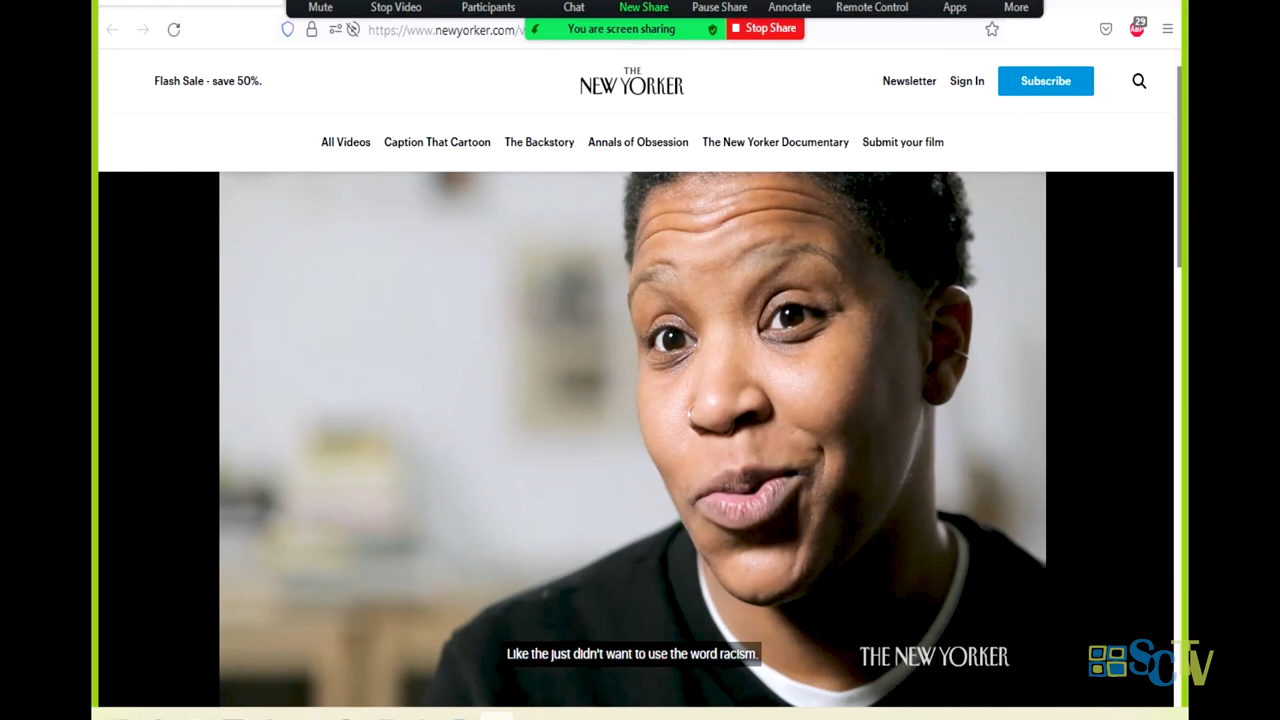 Mute Stop Video Participants Chat New Share Pause Share Annotate Remote Control Apps More
https://www.newyorker.com/v
You are screen sharing
Stop Share
29
ABP
Flash Sale - save 50%.
THE
NEW YORKER
Newsletter Sign In Subscribe
All Videos Caption That Cartoon The Backstory Annals of Obsession The New Yorker Documentary Submit your film
Like the just didn't want to use the word racism.
THE NEW YORKER
SCTV